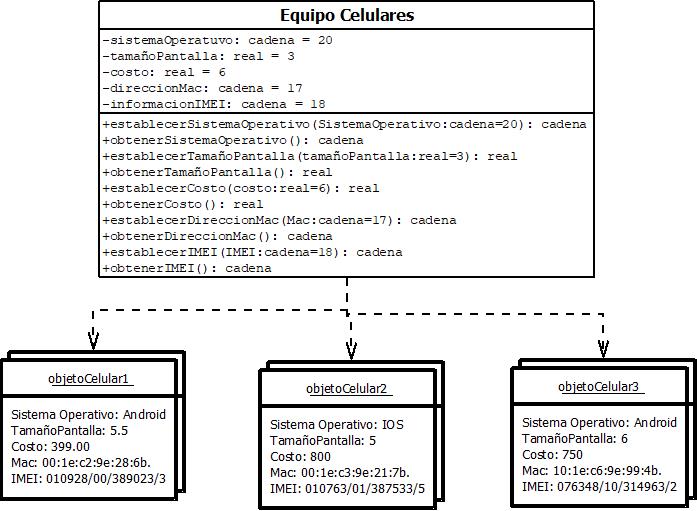 Equipo Celulares
-sistemaOperatuvo: cadena = 20
-tamañoPantalla: real = 3
-costo: real = 6
-direccionMac: cadena = 17
-informacionIMEI: cadena = 18
+establecerSistemaOperativo(SistemaOperativo:cadena=20): cadena
+obtenerSistemaOperativo(): cadena
+establecerTamañoPantalla(tamañoPantalla:real=3): real
+obtenerTamañoPantalla(): real
+establecerCosto(costo:real=6): real
+obtenerCosto(): real
+establecerDireccionMac(Mac:cadena=17): cadena
+obtenerDireccionMac(): cadena
+establecerIMEI(IMEI:cadena=18): cadena
+obtenerIMEI(): cadena
objetoCelular1
Sistema Operativo: Android
TamañoPantalla: 5.5
Costo: 399.00
Mac: 00:1e:c2:9e:28:6b.
IMEI: 010928/00/389023/3
objetoCelular2
Sistema Operativo: IOS
TamañoPantalla: 5
Costo: 800
Mac: 00:1e:c3:9e:21:7b.
IMEI: 010763/01/387533/5
objetoCelular3
Sistema Operativo: Android
TamañoPantalla: 6
Costo: 750
Mac: 10:1e:c6:9e:99:4b.
IMEI: 076348/10/314963/2